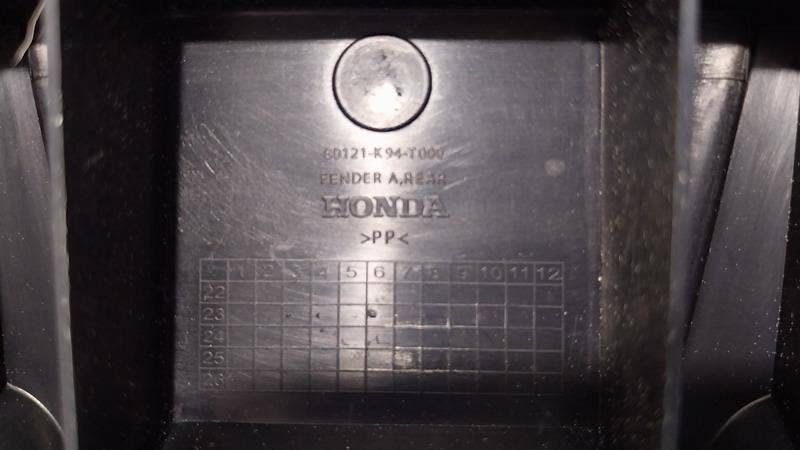 80121-K94-T000
FENDER A,REAR
HONDA
>PP<
1 2 3 4 5 6 7 8 9 10 11 12
22
23
24
25